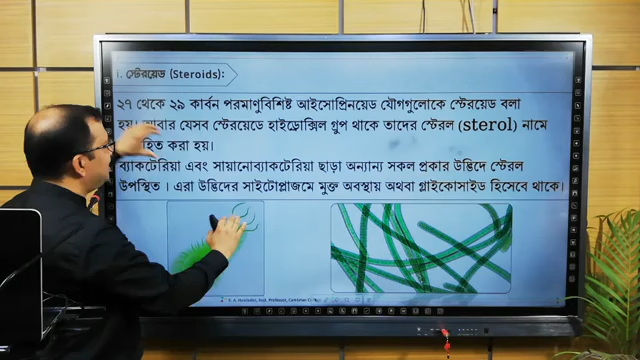 স্টেরয়েড (Steroids):
২৭ থেকে ২৯ কার্বন পরমাণুবিশিষ্ট আইসোপ্রিনয়েড যৌগগুলোকে স্টেরয়েড বলা
হয়। আবার যেসব স্টেরয়েডে হাইড্রোক্সিল গ্রুপ থাকে তাদের স্টেরল (sterol) নামে
করা হয়।
ব্যাকটেরিয়া এবং সায়ানোব্যাকটেরিয়া ছাড়া অন্যান্য সকল প্রকার উদ্ভিদে স্টেরল
উপস্থিত । এরা উদ্ভিদের সাইটোপ্লাজমে মুক্ত অবস্থায় অথবা গ্লাইকোসাইড হিসেবে থাকে।